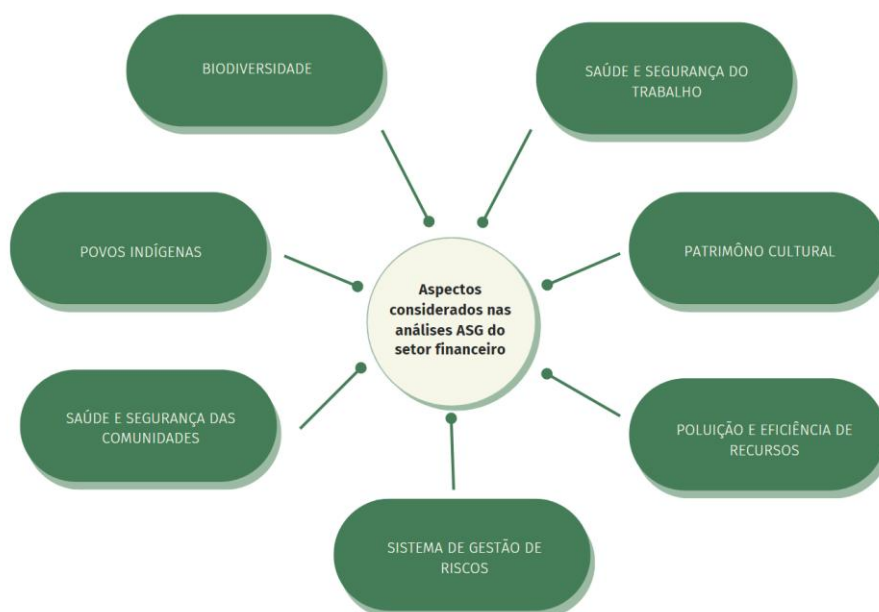 BIODIVERSIDADE
SAÚDE E SEGURANÇA DO
TRABALHO
POVOS INDÍGENAS
PATRIMÔNO CULTURAL
Aspectos
considerados nas
análises ASG do
setor financeiro
SAÚDE E SEGURANÇA DAS
COMUNIDADES
POLUIÇÃO E EFICIÊNCIA DE
RECURSOS
SISTEMA DE GESTÃO DE
RISCOS